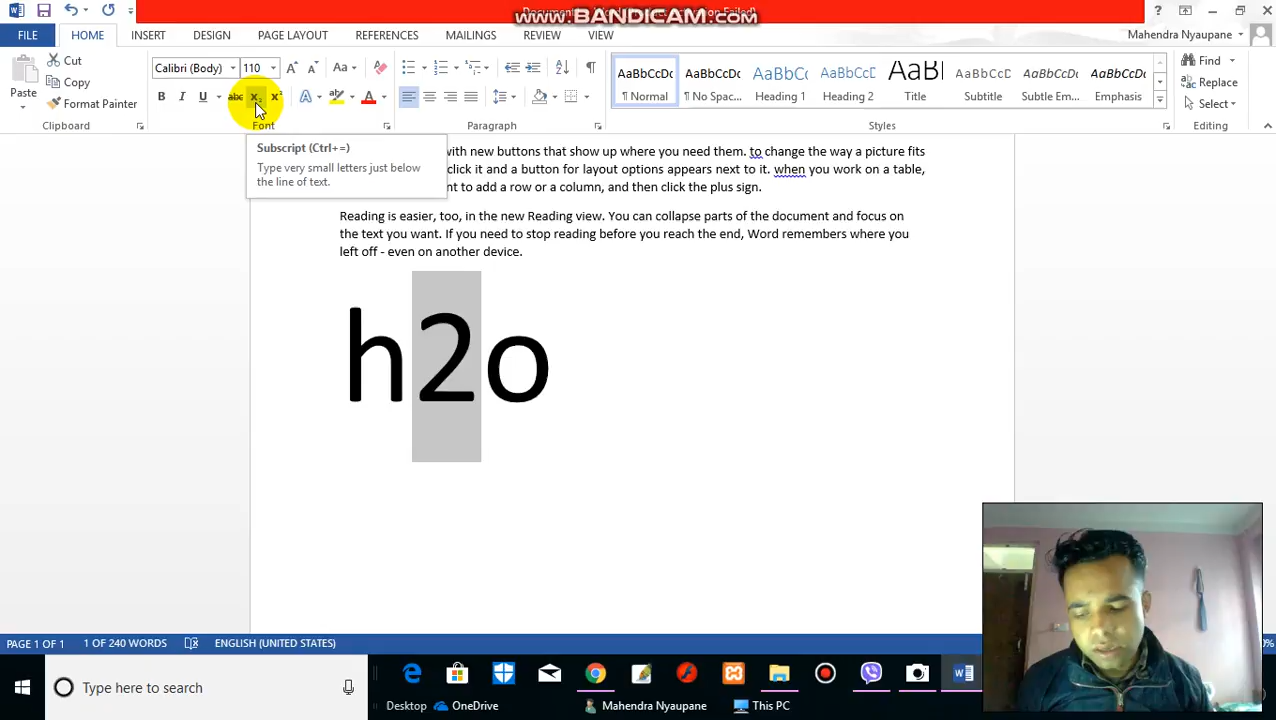 www.BANDICAM.com
FILE HOME INSERT DESIGN PAGE LAYOUT REFERENCES MAILINGS REVIEW VIEW Mahendra Nyaupane
Paste
Cut
Copy
Format Painter
Clipboard
Calibri (Body) 110 Aa
B I U abc x₂ x² A ab A
Font
Paragraph
AaBbCcDc AaBbCcDc AaBbCc AaBbCcC AaBl AaBbCcD AaBbCcDc AaBbCcDc
¶ Normal ¶ No Spac... Heading 1 Heading 2 Title Subtitle Subtle Em... Emphasis
Styles
Find
Replace
Select
Editing
Subscript (Ctrl+=)
Type very small letters just below
the line of text.
with new buttons that show up where you need them. to change the way a picture fits
click it and a button for layout options appears next to it. when you work on a table,
nt to add a row or a column, and then click the plus sign.
Reading is easier, too, in the new Reading view. You can collapse parts of the document and focus on
the text you want. If you need to stop reading before you reach the end, Word remembers where you
left off - even on another device.
h2o
PAGE 1 OF 1 1 OF 240 WORDS ENGLISH (UNITED STATES) 0%
Type here to search
Desktop OneDrive Mahendra Nyaupane This PC